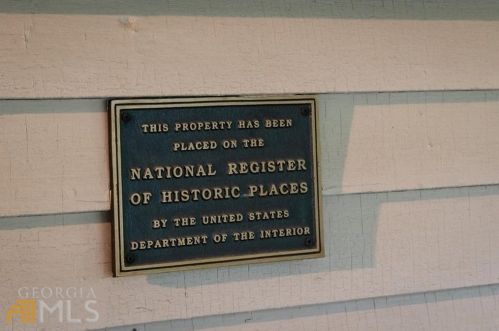 THIS PROPERTY HAS BEEN
PLACED ON THE
NATIONAL REGISTER
OF HISTORIC PLACES
BY THE UNITED STATES
DEPARTMENT OF THE INTERIOR
GEORGIA
MLS